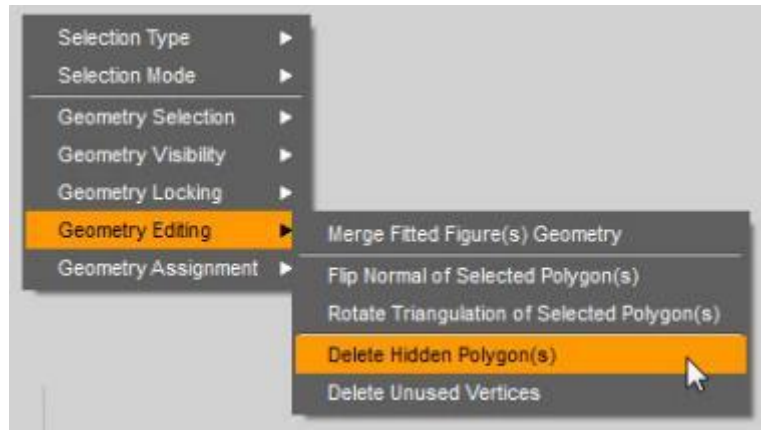 Selection Type
Selection Mode
Geometry Selection
Geometry Visibility
Geometry Locking
Geometry Editing
Geometry Assignment
Merge Fitted Figure(s) Geometry
Flip Normal of Selected Polygon(s)
Rotate Triangulation of Selected Polygon(s)
Delete Hidden Polygon(s)
Delete Unused Vertices